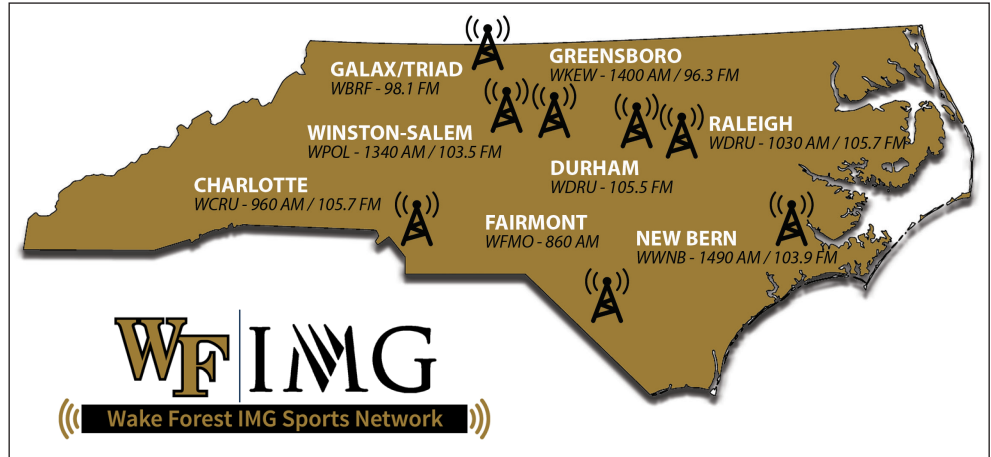 GALAX/TRIAD
WBRF - 98.1 FM
GREENSBORO
WKEW - 1400 AM / 96.3 FM
WINSTON-SALEM
WPOL - 1340 AM / 103.5 FM
RALEIGH
WDRU - 1030 AM / 105.7 FM
DURHAM
WDRU - 105.5 FM
CHARLOTTE
WCRU - 960 AM / 105.7 FM
FAIRMONT
WFMO - 860 AM
NEW BERN
WWNB - 1490 AM / 103.9 FM
WF IMG
Wake Forest IMG Sports Network